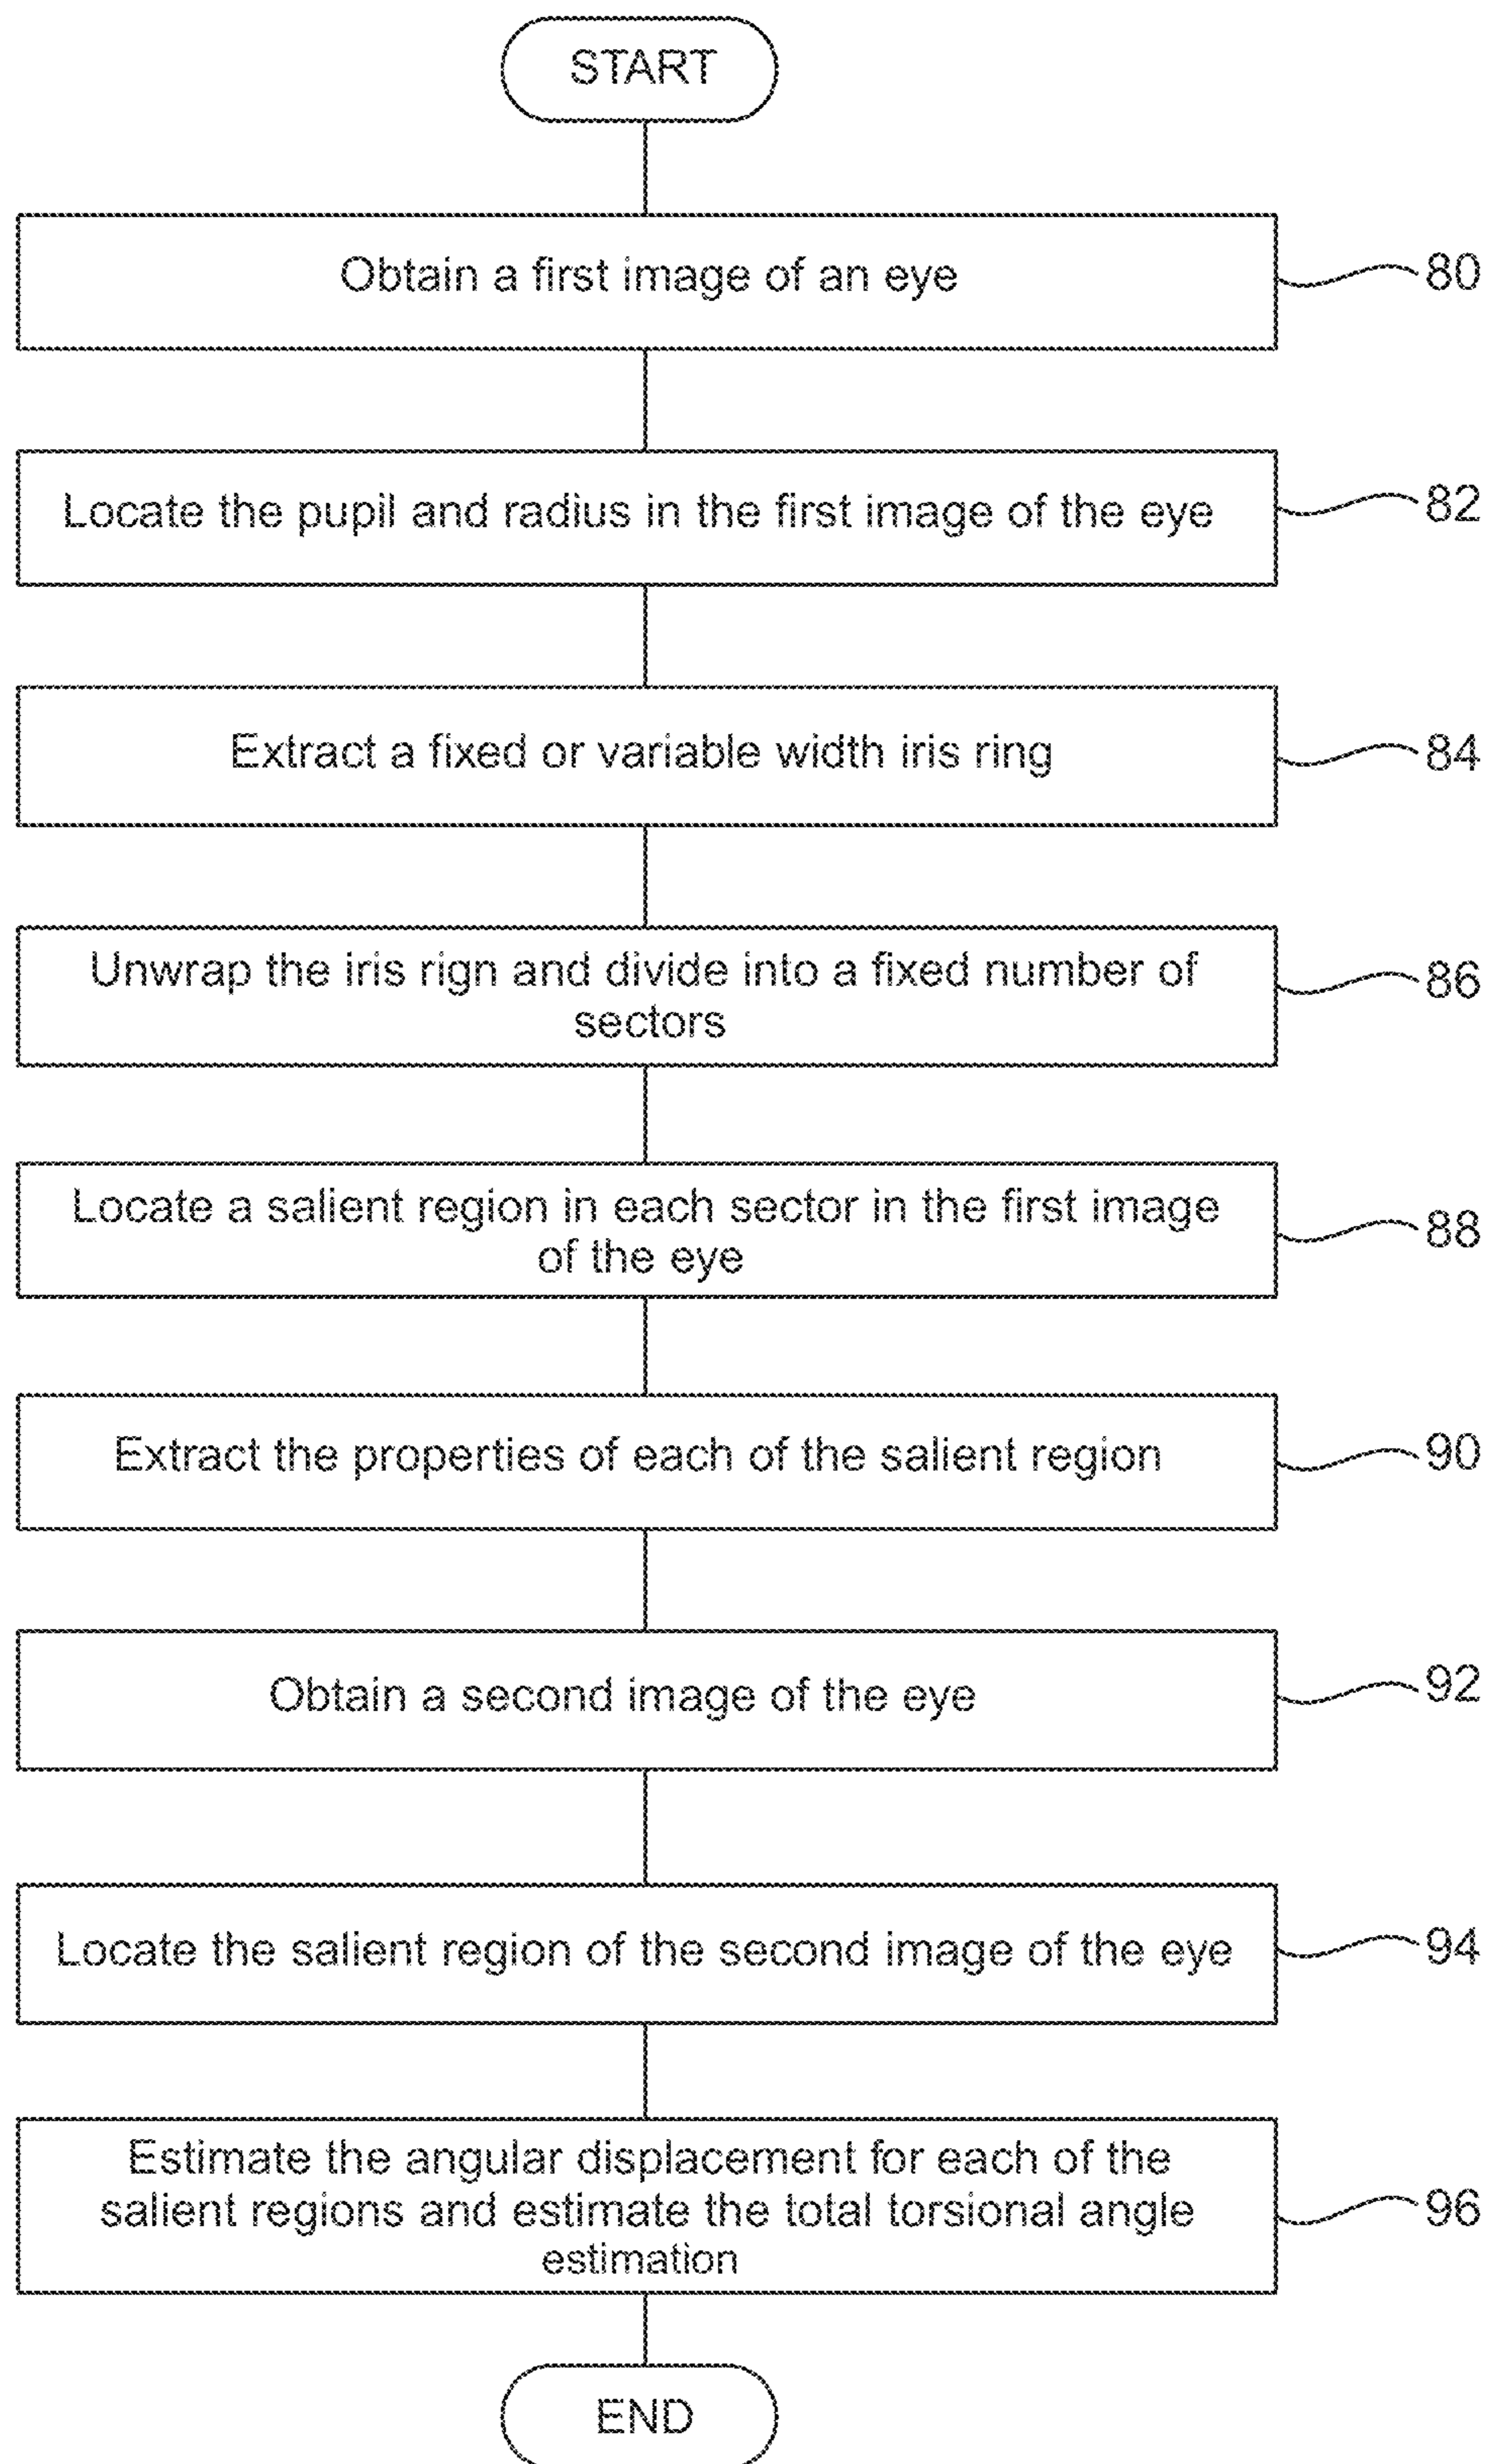 START
Obtain a first image of an eye
80
Locate the pupil and radius in the first image of the eye
82
Extract a fixed or variable width iris ring
84
Unwrap the iris rign and divide into a fixed number of
sectors
86
Locate a salient region in each sector in the first image
of the eye
88
Extract the properties of each of the salient region
90
Obtain a second image of the eye
92
Locate the salient region of the second image of the eye
94
Estimate the angular displacement for each of the
salient regions and estimate the total torsional angle
estimation
96
END